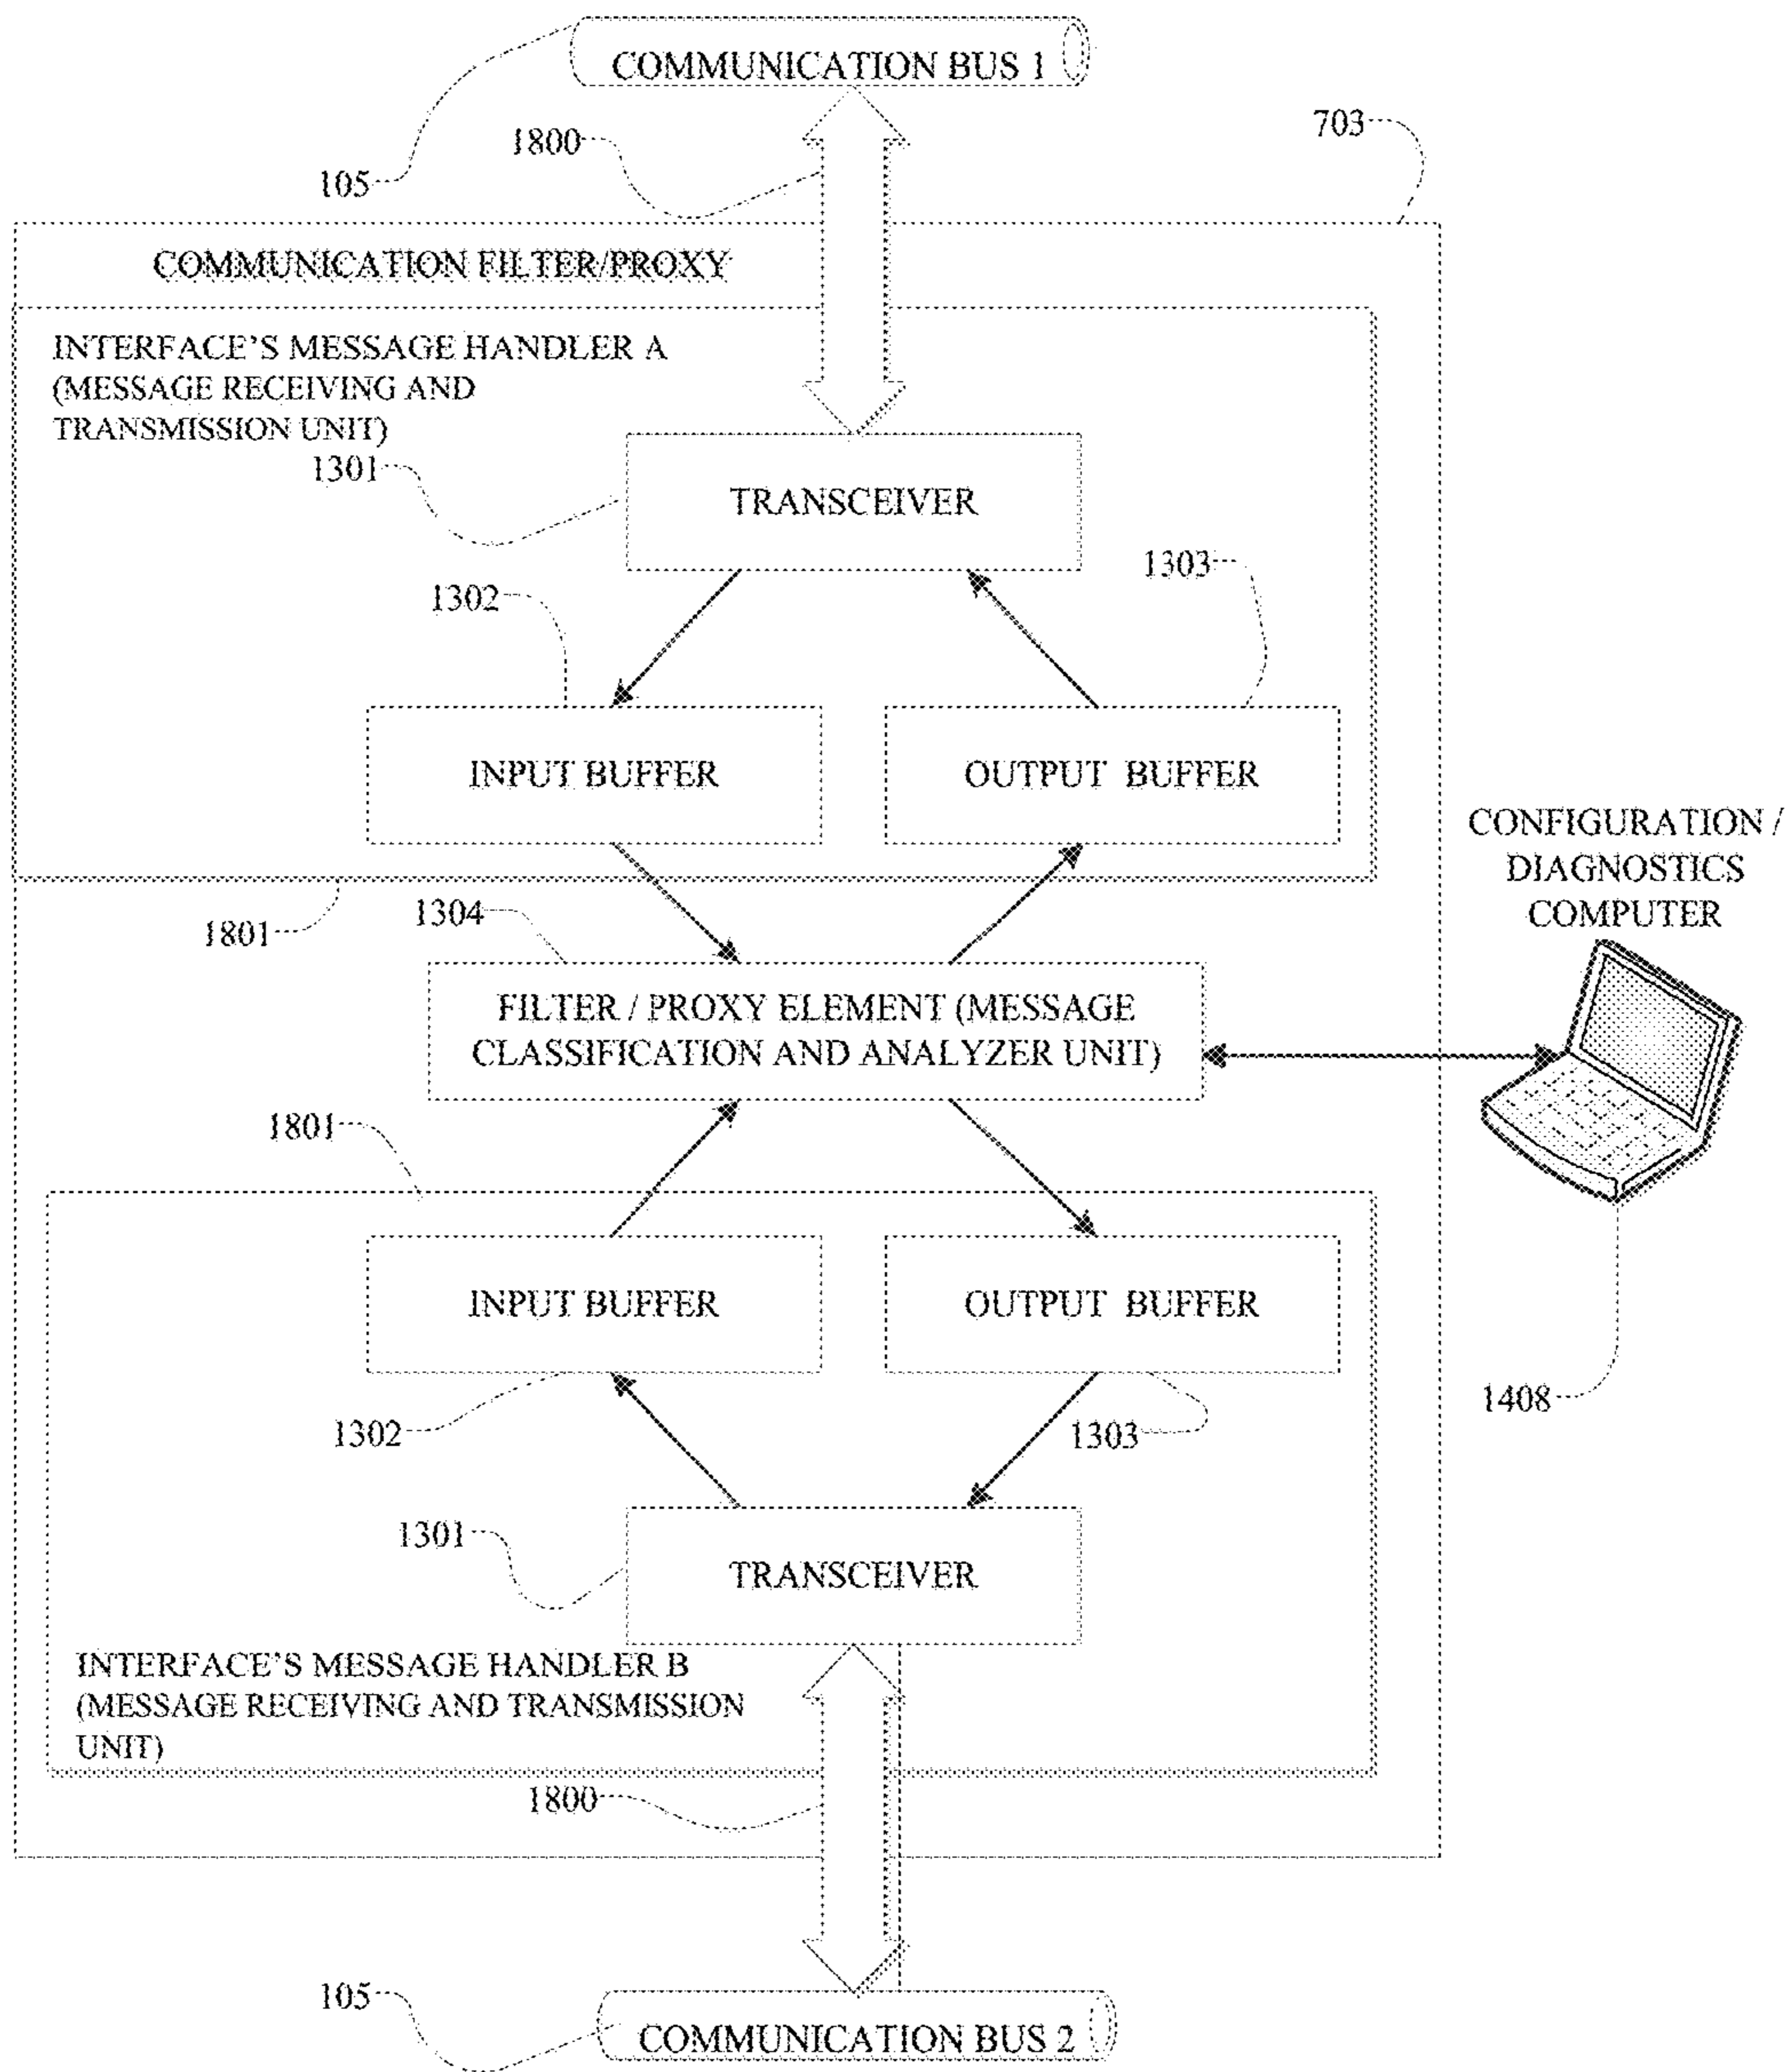 COMMUNICATION BUS 1
1800
703
105
COMMUNICATION FILTER/PROXY
INTERFACE'S MESSAGE HANDLER A
(MESSAGE RECEIVING AND
TRANSMISSION UNIT)
1301
TRANSCEIVER
1303
1302
INPUT BUFFER
OUTPUT BUFFER
CONFIGURATION /
DIAGNOSTICS
COMPUTER
1801
1304
FILTER / PROXY ELEMENT (MESSAGE
CLASSIFICATION AND ANALYZER UNIT)
1801
INPUT BUFFER
OUTPUT BUFFER
1408
1302
1303
1301
TRANSCEIVER
INTERFACE'S MESSAGE HANDLER B
(MESSAGE RECEIVING AND TRANSMISSION
UNIT)
1800
105
COMMUNICATION BUS 2